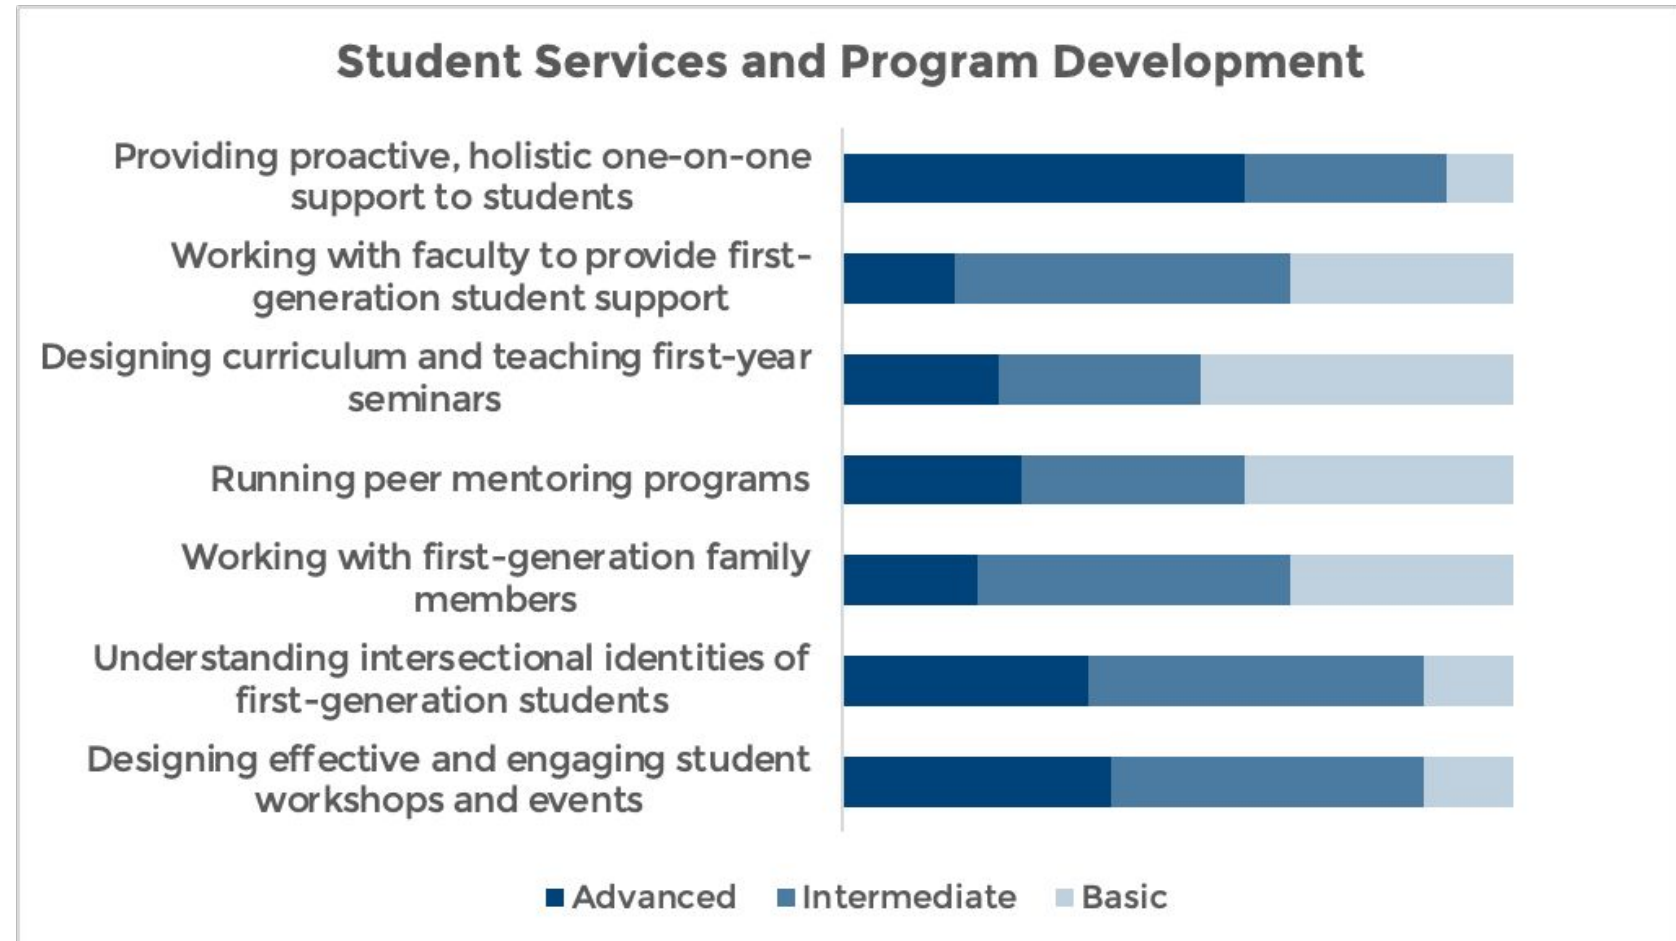 Student Services and Program Development
Providing proactive, holistic one-on-one
support to students
Working with faculty to provide first-
generation student support
Designing curriculum and teaching first-year
seminars
Running peer mentoring programs
Working with first-generation family
members
Understanding intersectional identities of
first-generation students
Designing effective and engaging student
workshops and events
Advanced Intermediate Basic